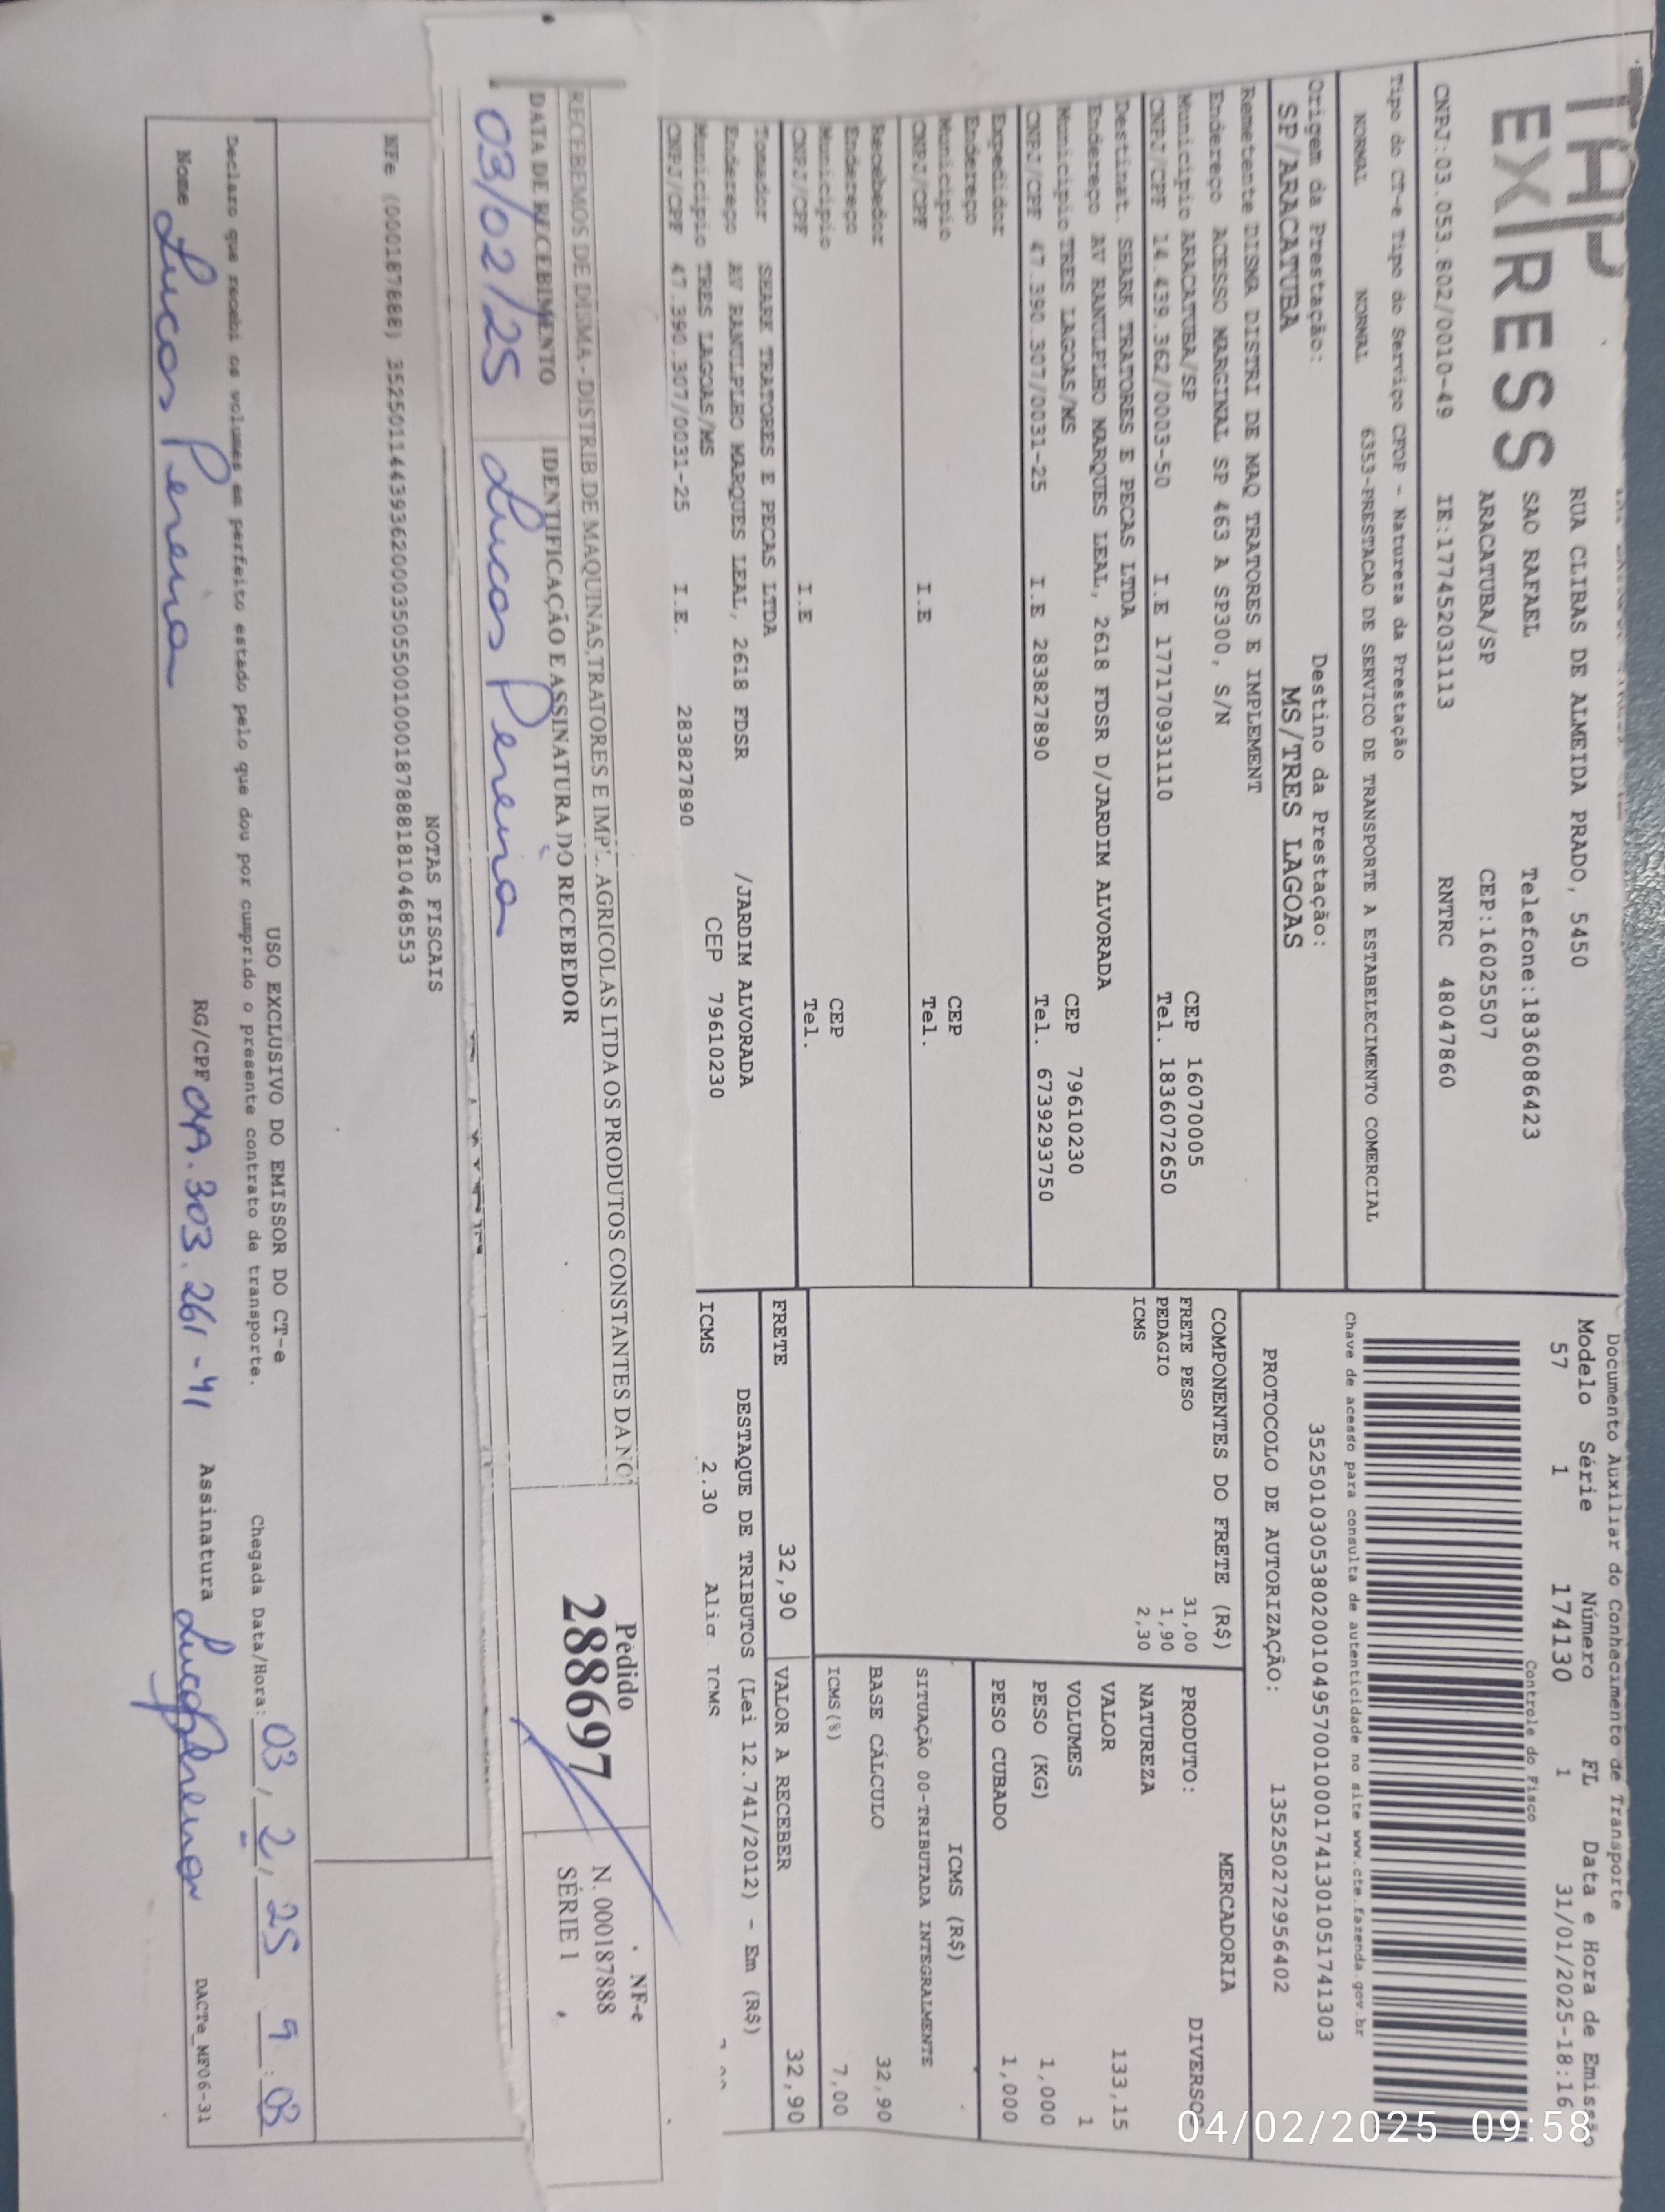 Documento Auxiliar do Conhecimento de Transporte
EXPRESS
RUA CLIBAS DE ALMEIDA PRADO, 5450
SAO RAFAEL Telefone:1836086423
ARACATUBA/SP CEP:16025507
CNPJ:03.053.802/0010-49 IE:177452031113 RNTRC 48047860
Modelo Série Número FL Data e Hora de Emissão
57 1 174130 1 31/01/2025-18:16
Controle do Fisco
Chave de acesso para consulta de autenticidade no site www.cte.fazenda.gov.br
35250103053802001049570010001741301051741303
PROTOCOLO DE AUTORIZAÇÃO: 135250272956402
Tipo do CT-e Tipo do Serviço CFOP - Natureza da Prestação
NORMAL NORMAL 6353-PRESTACAO DE SERVICO DE TRANSPORTE A ESTABELECIMENTO COMERCIAL
Origem da Prestação: Destino da Prestação:
SP/ARACATUBA MS/TRES LAGOAS
Remetente DISMA DISTRI DE MAQ TRATORES E IMPLEMENT
Endereço ACESSO MARGINAL SP 463 A SP300, S/N
Município ARACATUBA/SP CEP 16070005
CNPJ/CPF 14.439.362/0003-50 I.E 177170931110 Tel. 1836072650
Destinat. SEARK TRATORES E PECAS LTDA
Endereço AV RANULPLHO MARQUES LEAL, 2618 FDSR D/JARDIM ALVORADA
Município TRES LAGOAS/MS CEP 79610230
CNPJ/CPF 47.390.307/0031-25 I.E 283827890 Tel. 6739293750
Expedidor
Endereço
Município CEP
CNPJ/CPF I.E Tel.
Recebedor
Endereço
Município CEP
CNPJ/CPF I.E Tel.
Tomador SEARK TRATORES E PECAS LTDA
Endereço AV RANULPLHO MARQUES LEAL, 2618 FDSR /JARDIM ALVORADA
Município TRES LAGOAS/MS CEP 79610230
CNPJ/CPF 47.390.307/0031-25 I.E. 283827890
COMPONENTES DO FRETE (R$)
FRETE PESO 31,00
PEDAGIO 1,90
ICMS 2,30
MERCADORIA
PRODUTO: DIVERSOS
NATUREZA
VALOR 133,15
VOLUMES 1
PESO (KG) 1,000
PESO CUBADO 1,000
ICMS (R$)
SITUAÇÃO 00-TRIBUTADA INTEGRALMENTE
BASE CÁLCULO 32,90
ICMS(%) 7,00
FRETE 32,90 VALOR A RECEBER 32,90
DESTAQUE DE TRIBUTOS (Lei 12.741/2012) - Em (R$)
ICMS 2.30 Aliq. ICMS
RECEBEMOS DE DISMA - DISTRIB.DE MAQUINAS,TRATORES E IMPL. AGRICOLAS LTDA OS PRODUTOS CONSTANTES DA NO
DATA DE RECEBIMENTO IDENTIFICAÇÃO E ASSINATURA DO RECEBEDOR
03/02/25 Lucas Pereira
Pedido
288697
NF-e
N. 000187888
SÉRIE 1
NOTAS FISCAIS
NFe (000187888) 35250114439362000350550010001878881810468553
USO EXCLUSIVO DO EMISSOR DO CT-e
Declaro que recebi os volumes em perfeito estado pelo que dou por cumprido o presente contrato de transporte. Chegada Data/Hora: 03/2/25 9:03
Nome Lucas Pereira RG/CPF Assinatura Lucas Pereira
DACTe_MF06-31
04/02/2025 09:58